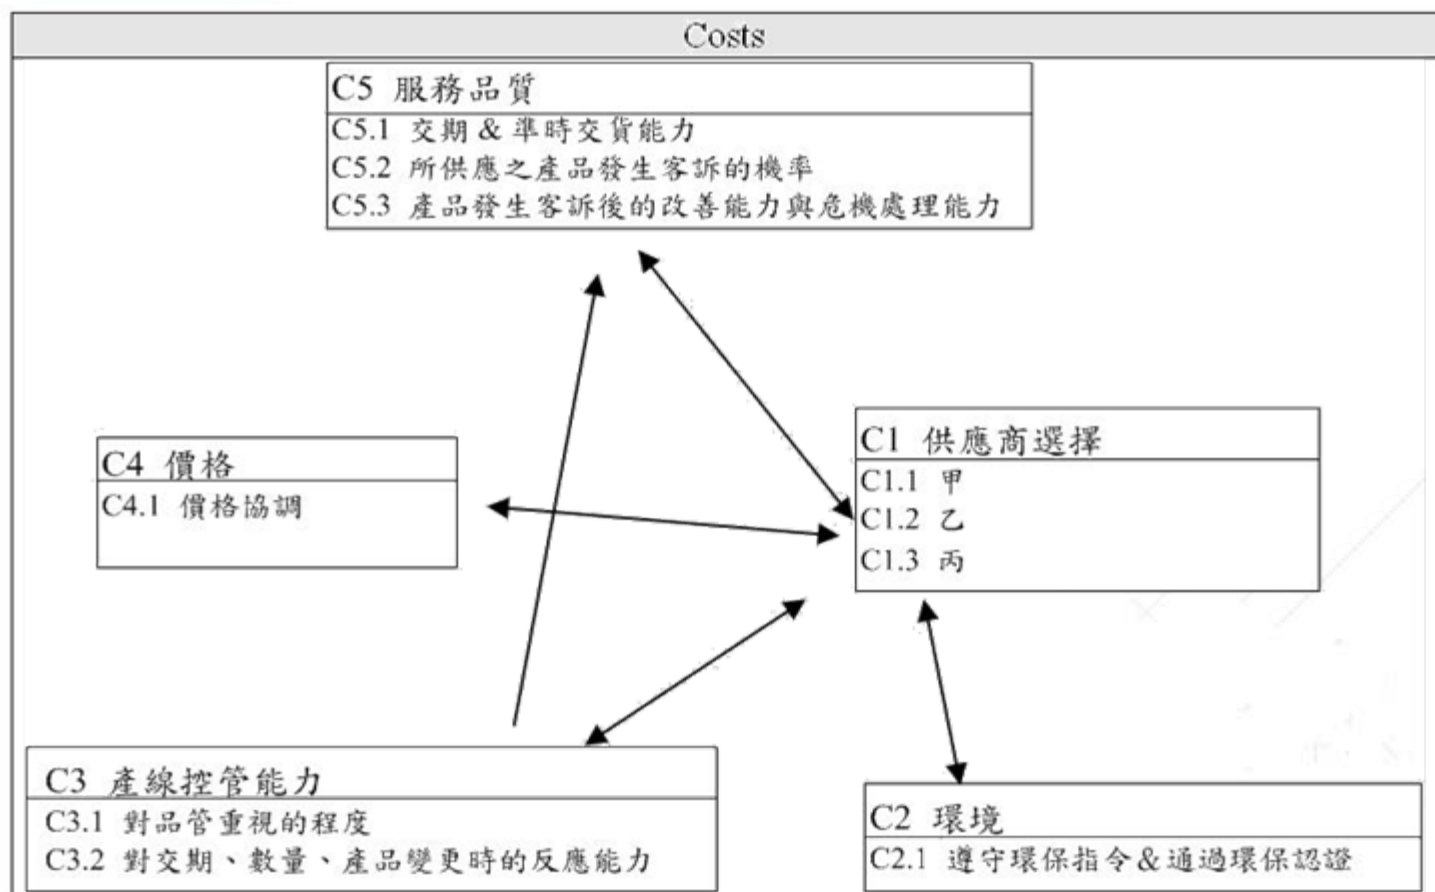 Costs
C5 服務品質
C5.1 交期 & 準時交貨能力
C5.2 所供應之產品發生客訴的機率
C5.3 產品發生客訴後的改善能力與危機處理能力
C4 價格
C4.1 價格協調
C1 供應商選擇
C1.1 甲
C1.2 乙
C1.3 丙
C3 產線控管能力
C3.1 對品管重視的程度
C3.2 對交期、數量、產品變更時的反應能力
C2 環境
C2.1 遵守環保指令&通過環保認證